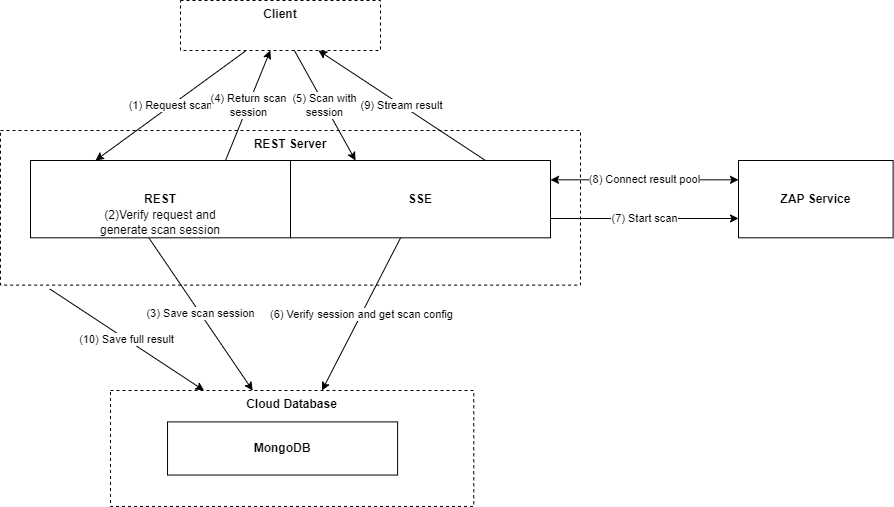 Client
(1) Request scan
(4) Return scan
session
(5) Scan with
session
(9) Stream result
REST Server
REST
(2)Verify request and
generate scan session
SSE
(8) Connect result pool
(7) Start scan
ZAP Service
(3) Save scan session
(6) Verify session and get scan config
(10) Save full result
Cloud Database
MongoDB